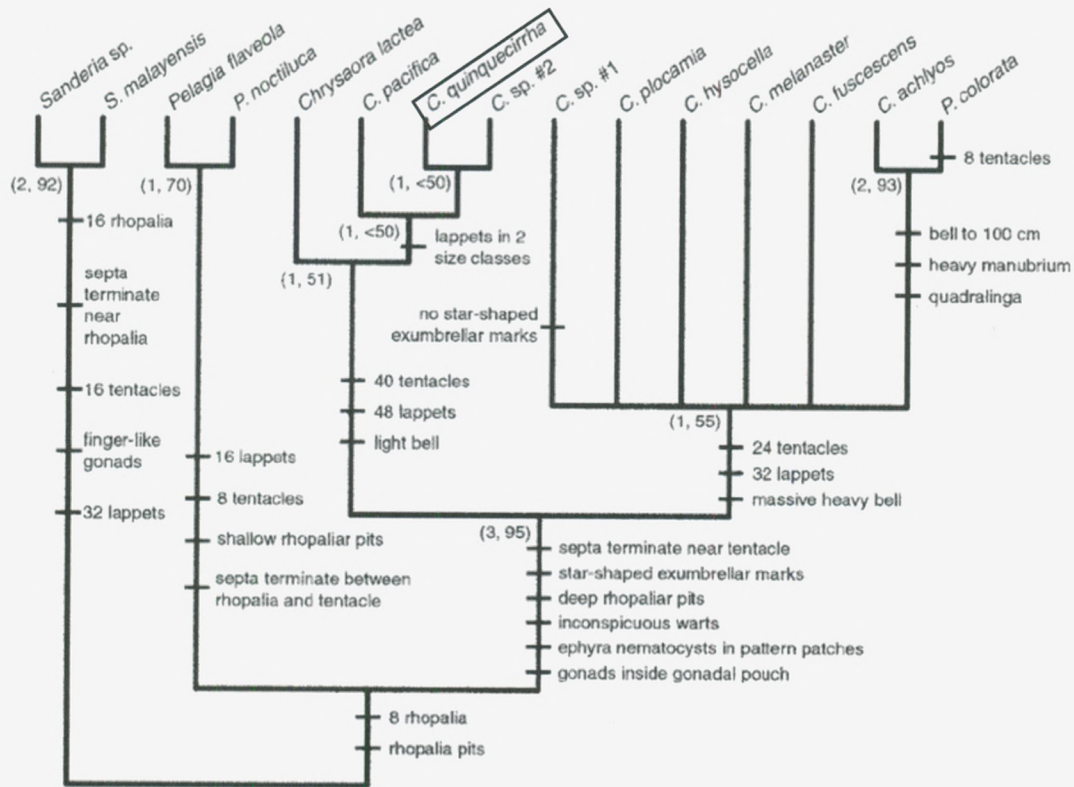 Sanderia sp.
S. malayensis
Pelagia flaveola
P. noctiluca
Chrysaora lactea
C. pacifica
C. quinquecirrha
C. sp. #2
C. sp. #1
C. plocamia
C. hysocella
C. melanaster
C. fuscescens
C. achlyos
P. colorata
8 tentacles
(2, 92)
(1, 70)
(1, <50)
(2, 93)
16 rhopalia
(1, <50)
lappets in 2
size classes
bell to 100 cm
heavy manubrium
quadralinga
(1, 51)
septa
terminate
near
rhopalia
no star-shaped
exumbrellar marks
16 tentacles
40 tentacles
48 lappets
light bell
(1, 55)
finger-like
gonads
16 lappets
24 tentacles
32 lappets
massive heavy bell
32 lappets
8 tentacles
shallow rhopaliar pits
septa terminate between
rhopalia and tentacle
(3, 95)
septa terminate near tentacle
star-shaped exumbrellar marks
deep rhopaliar pits
inconspicuous warts
ephyra nematocysts in pattern patches
gonads inside gonadal pouch
8 rhopalia
rhopalia pits